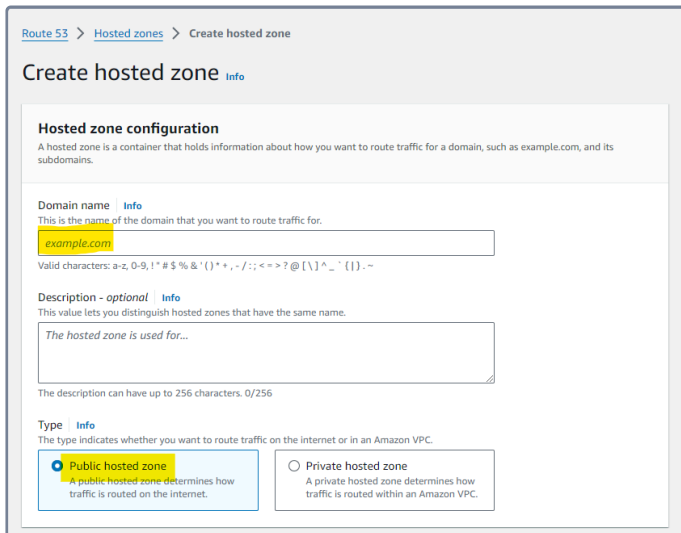 Route 53 > Hosted zones > Create hosted zone
Create hosted zone Info
Hosted zone configuration
A hosted zone is a container that holds information about how you want to route traffic for a domain, such as example.com, and its
subdomains.
Domain name Info
This is the name of the domain that you want to route traffic for.
example.com
Valid characters: a-z, 0-9, ! " # $ % & ' ( ) * + , - / : ; < = > ? @ [ \ ] ^ _ ` { | } . ~
Description - optional Info
This value lets you distinguish hosted zones that have the same name.
The hosted zone is used for...
The description can have up to 256 characters. 0/256
Type Info
The type indicates whether you want to route traffic on the internet or in an Amazon VPC.
Public hosted zone
A public hosted zone determines how
traffic is routed on the internet.
Private hosted zone
A private hosted zone determines how
traffic is routed within an Amazon VPC.